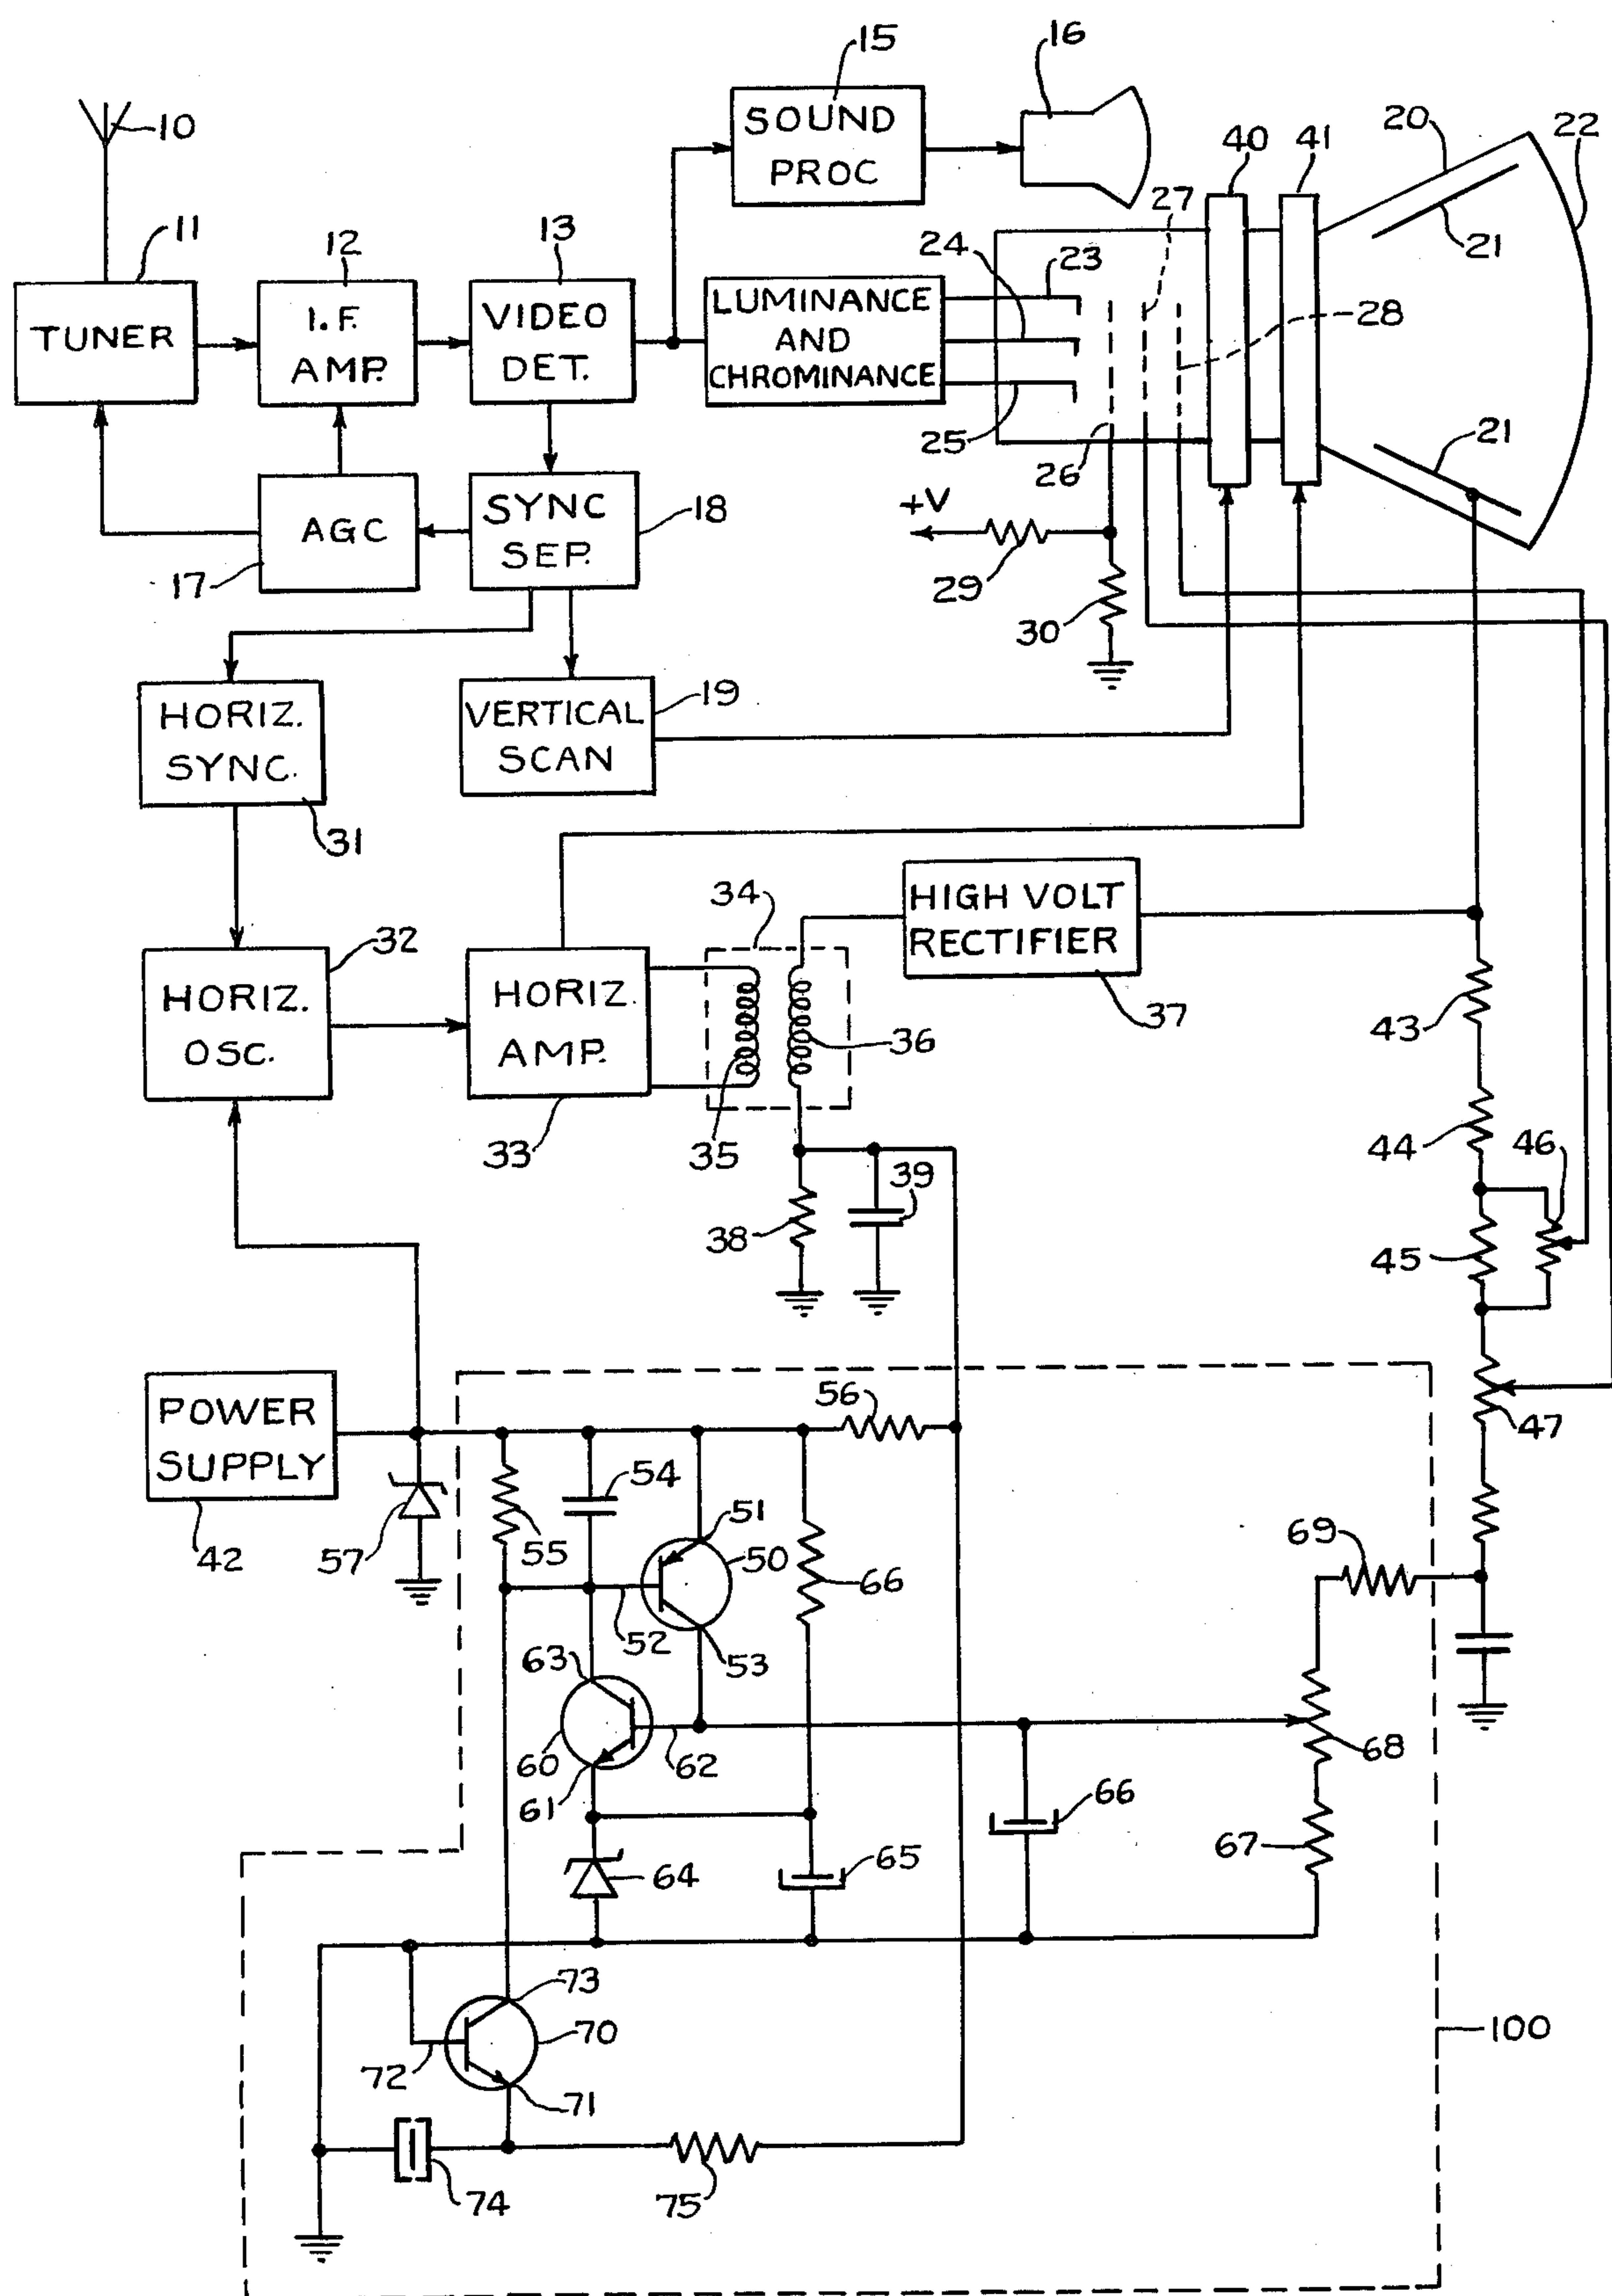 15
16
10
SOUND
PROC
20
22
40
41
11
12
13
27
24
23
21
TUNER
I.F.
AMP.
VIDEO
DET.
LUMINANCE
AND
CHROMINANCE
28
25
26
21
+V
AGC
SYNC
SEP.
18
17
29
30
HORIZ.
SYNC.
VERTICAL
SCAN
19
31
34
HIGH VOLT
RECTIFIER
32
HORIZ.
OSC.
HORIZ.
AMP.
36
37
43
33
35
39
44
46
38
45
POWER
SUPPLY
56
47
54
51
50
42
57
55
66
69
52
53
63
60
62
68
61
66
64
65
67
73
70
100
72
71
74
75